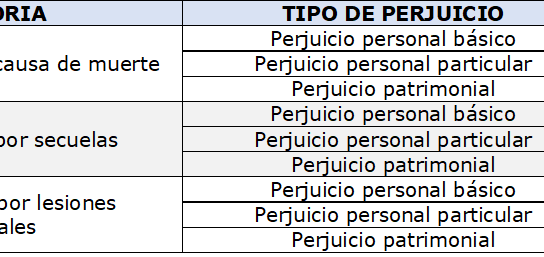 ORIA TIPO DE PERJUICIO
Perjuicio personal básico
causa de muerte Perjuicio personal particular
Perjuicio patrimonial
Perjuicio personal básico
por secuelas Perjuicio personal particular
Perjuicio patrimonial
Perjuicio personal básico
por lesiones
ales
Perjuicio personal particular
Perjuicio patrimonial